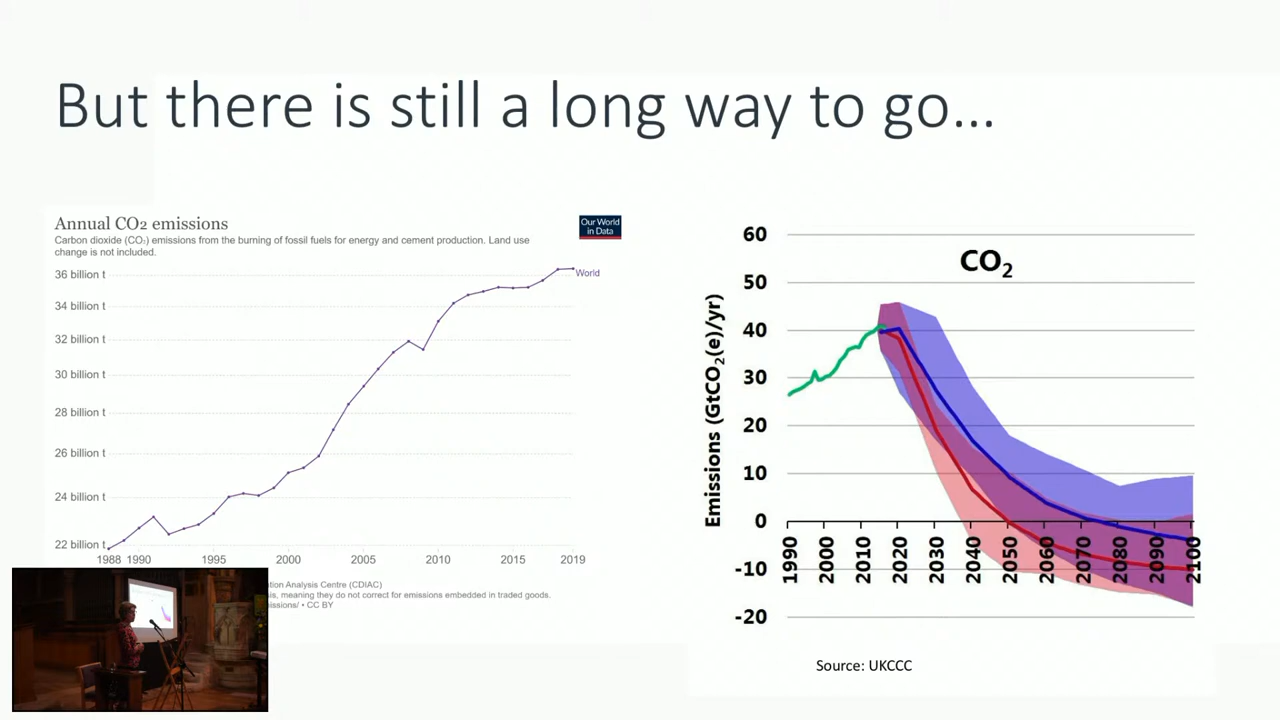 But there is still a long way to go...
Annual CO₂ emissions
Our World
in Data
Carbon dioxide (CO₂) emissions from the burning of fossil fuels for energy and cement production. Land use
change is not included.
36 billion t
World
34 billion t
32 billion t
30 billion t
28 billion t
26 billion t
24 billion t
22 billion t
1988 1990 1995 2000 2005 2010 2015 2019
Analysis Centre (CDIAC)
meaning they do not correct for emissions embedded in traded goods.
• CC BY
CO₂
Emissions (GtCO₂(e)/yr)
60
50
40
30
20
10
0
-10
-20
1990 2000 2010 2020 2030 2040 2050 2060 2070 2080 2090 2100
Source: UKCCC